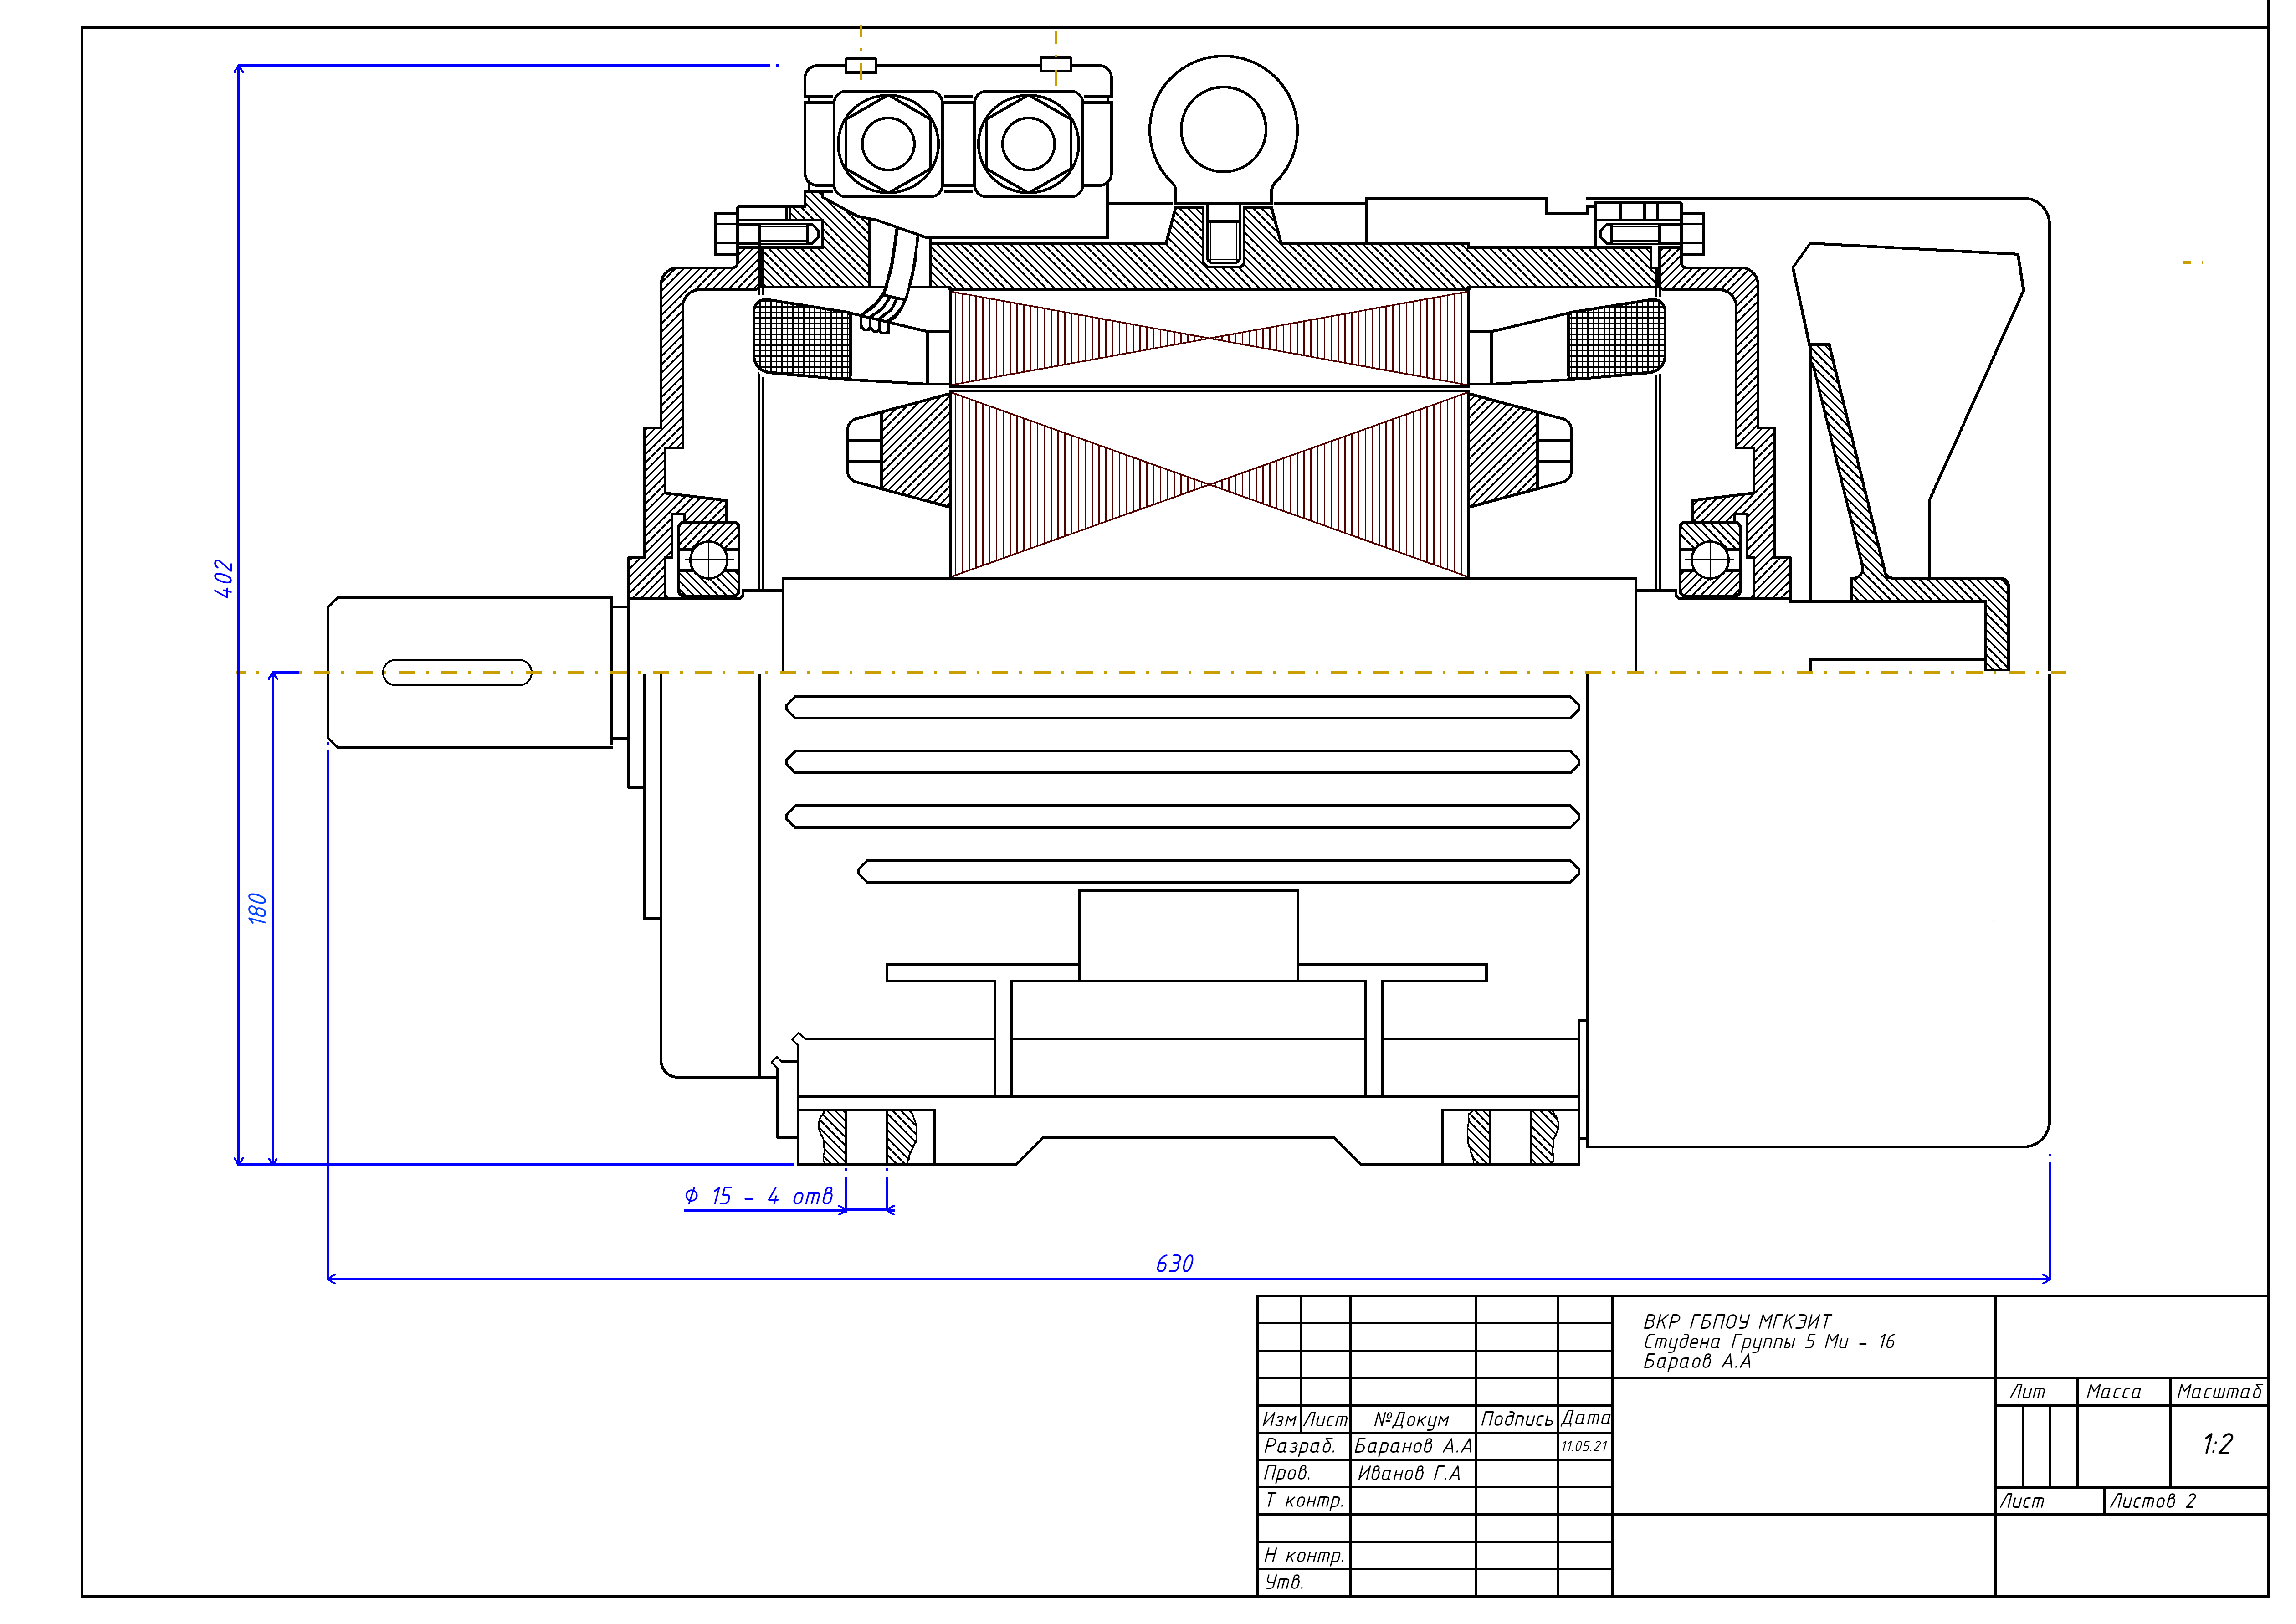 402
180
Ф 15 - 4 отв
630
ВКР ГБПОУ МГКЭИТ
Студена Группы 5 Ми - 16
Бараов А.А
Лит Масса Масштаб
Изм Лист №Докум Подпись Дата
Разраб. Баранов А.А 11.05.21
1:2
Пров. Иванов Г.А
Т контр.
Лист Листов 2
Н контр.
Утв.